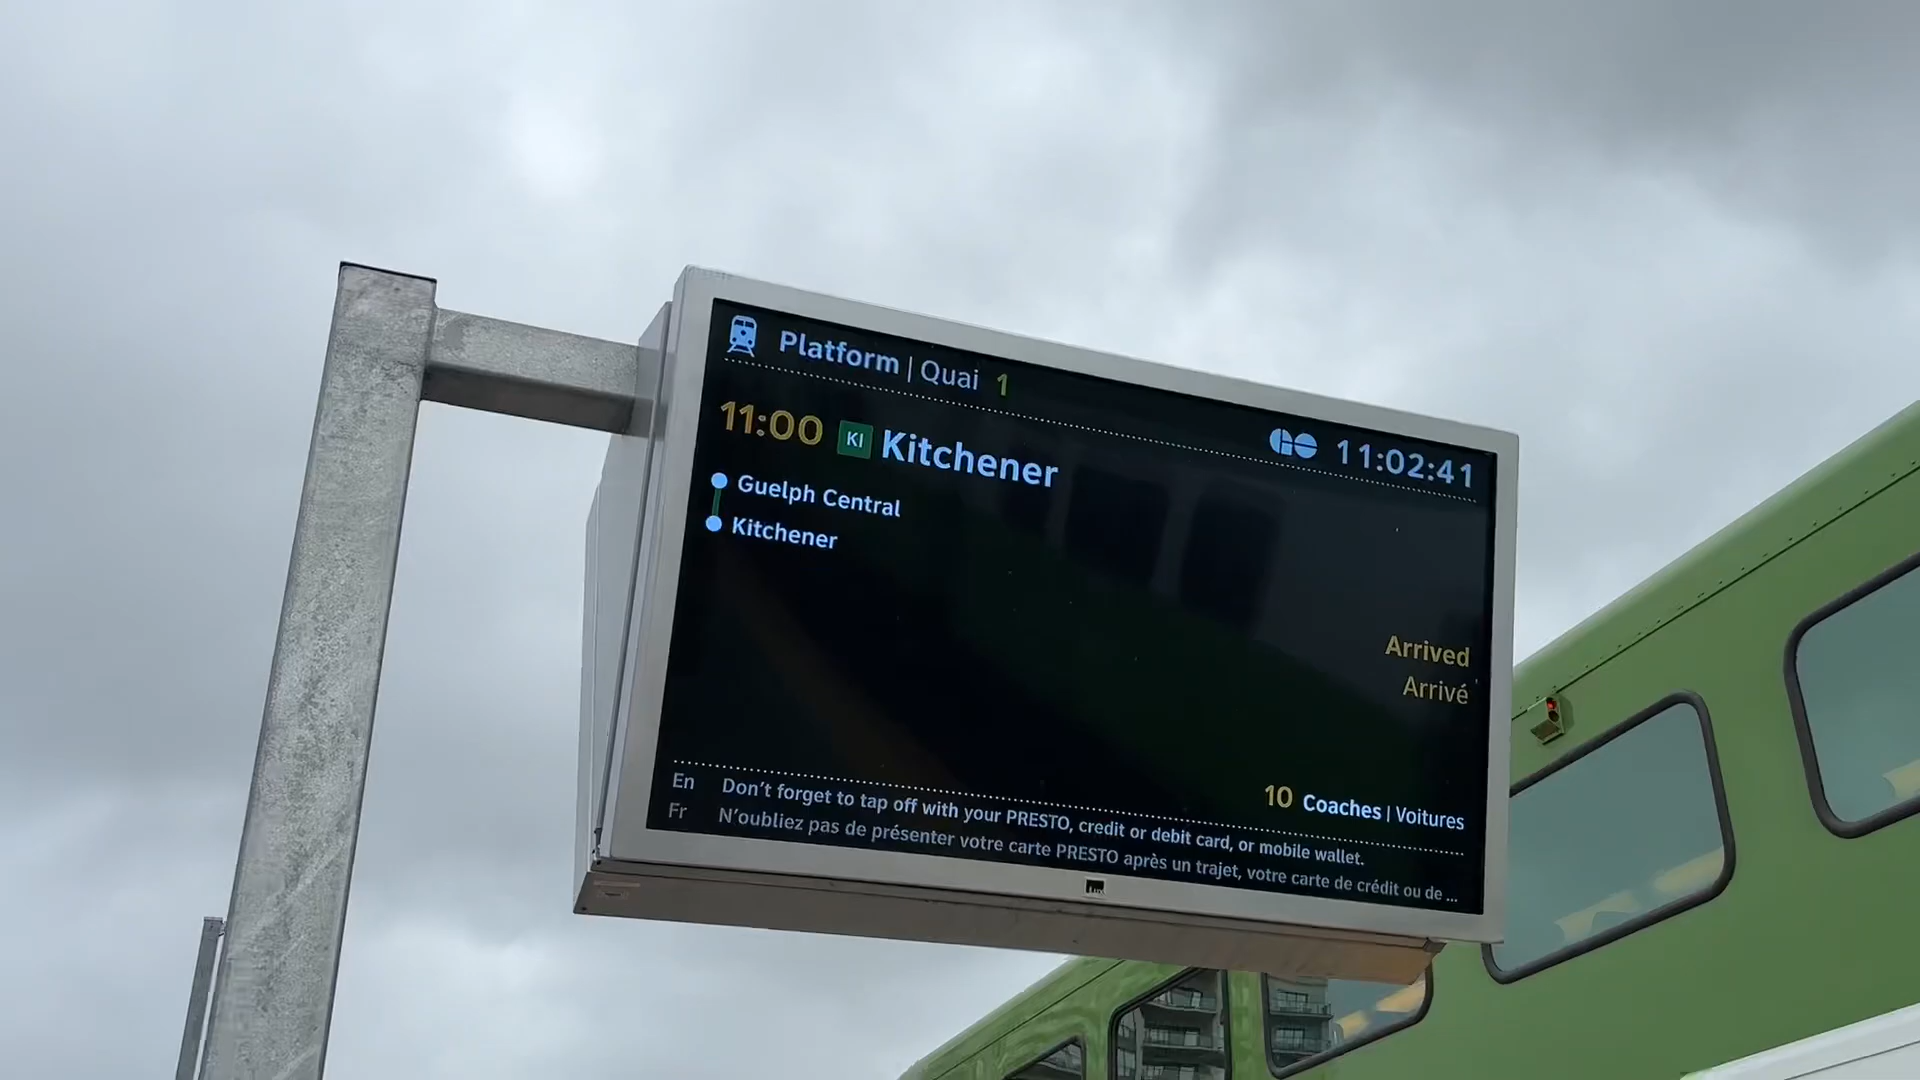 Platform | Quai 1
GO 11:02:41
11:00 KI Kitchener
Guelph Central
Kitchener
Arrived
Arrivé
10 Coaches | Voitures
En Don't forget to tap off with your PRESTO, credit or debit card, or mobile wallet.
Fr N'oubliez pas de présenter votre carte PRESTO après un trajet, votre carte de crédit ou de ...